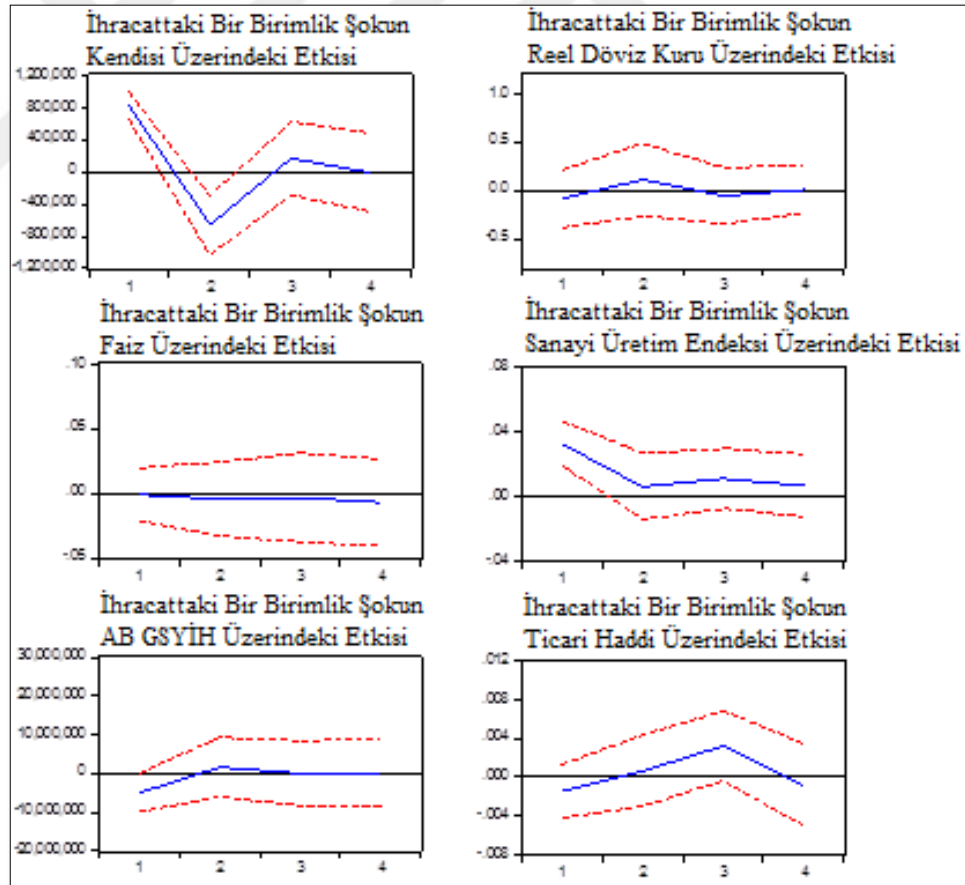 İhracattaki Bir Birimlik Şokun
Kendisi Üzerindeki Etkisi
1,200,000
800,000
400,000
0
-400,000
-800,000
-1,200,000
1 2 3 4
İhracattaki Bir Birimlik Şokun
Reel Döviz Kuru Üzerindeki Etkisi
1.0
0.5
0.0
-0.5
1 2 3 4
İhracattaki Bir Birimlik Şokun
Faiz Üzerindeki Etkisi
.10
.05
.00
-.05
1 2 3 4
İhracattaki Bir Birimlik Şokun
Sanayi Üretim Endeksi Üzerindeki Etkisi
.08
.04
.00
-.04
1 2 3 4
İhracattaki Bir Birimlik Şokun
AB GSYİH Üzerindeki Etkisi
30,000,000
20,000,000
10,000,000
0
-10,000,000
-20,000,000
1 2 3 4
İhracattaki Bir Birimlik Şokun
Ticari Haddi Üzerindeki Etkisi
.012
.008
.004
.000
-.004
-.008
1 2 3 4